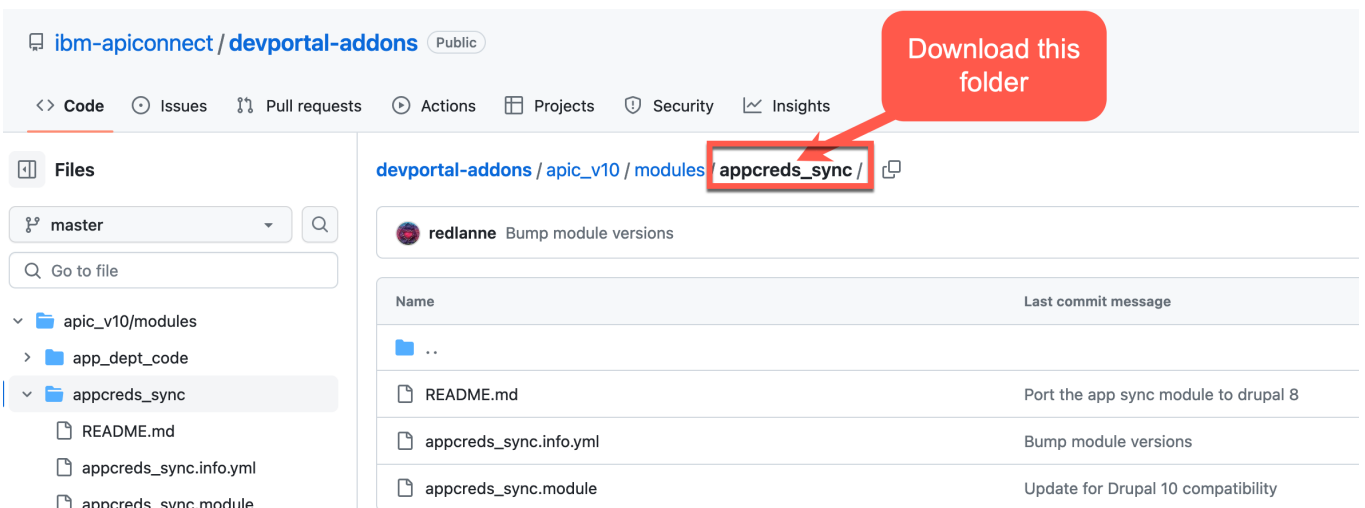 ibm-apiconnect / devportal-addons Public
Download this
folder
Code Issues Pull requests Actions Projects Security Insights
Files
devportal-addons / apic_v10 / modules / appcreds_sync /
master
redlanne Bump module versions
Go to file
Name Last commit message
apic_v10/modules
..
app_dept_code
appcreds_sync
README.md Port the app sync module to drupal 8
README.md
appcreds_sync.info.yml Bump module versions
appcreds_sync.info.yml
appcreds_sync.module Update for Drupal 10 compatibility
appcreds_sync.module